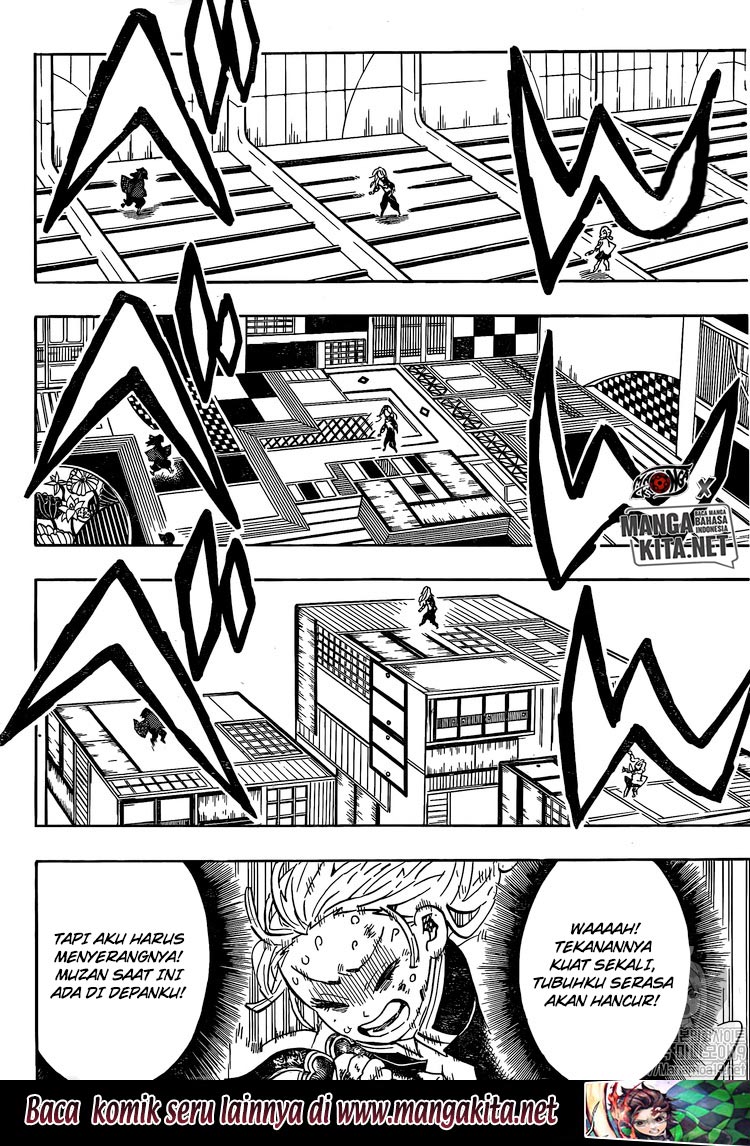 X
MANGA
BACA MANGA
BAHASA
INDONESIA
KITA.NET
WAAAAH!
TEKANANNYA
KUAT SEKALI,
TUBUHKU SERASA
AKAN HANCUR!
TAPI AKU HARUS
MENYERANGNYA!
MUZAN SAAT INI
ADA DI DEPANKU!
Baca komik seru lainnya di www.mangakita.net